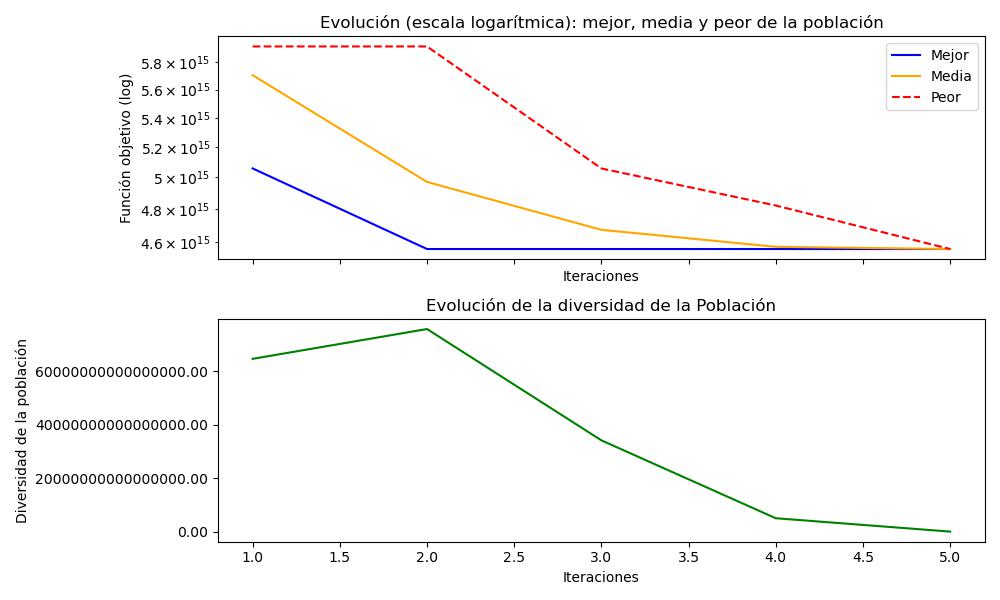 Evolución (escala logarítmica): mejor, media y peor de la población
Función objetivo (log)
5.8 × 10¹⁵
5.6 × 10¹⁵
5.4 × 10¹⁵
5.2 × 10¹⁵
5 × 10¹⁵
4.8 × 10¹⁵
4.6 × 10¹⁵
Mejor
Media
Peor
Iteraciones
Evolución de la diversidad de la Población
Diversidad de la población
60000000000000000.00
40000000000000000.00
20000000000000000.00
0.00
1.0 1.5 2.0 2.5 3.0 3.5 4.0 4.5 5.0
Iteraciones